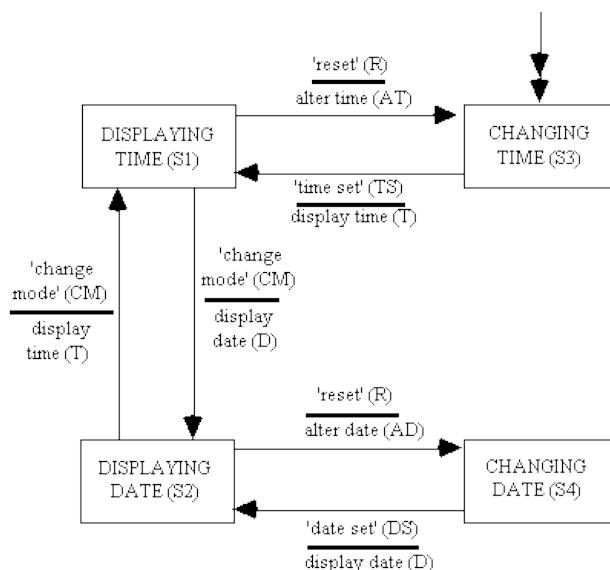 'reset' (R)
alter time (AT)
DISPLAYING
TIME (S1)
CHANGING
TIME (S3)
'time set' (TS)
display time (T)
'change
mode' (CM)
display
time (T)
'change
mode' (CM)
display
date (D)
'reset' (R)
alter date (AD)
DISPLAYING
DATE (S2)
CHANGING
DATE (S4)
'date set' (DS)
display date (D)